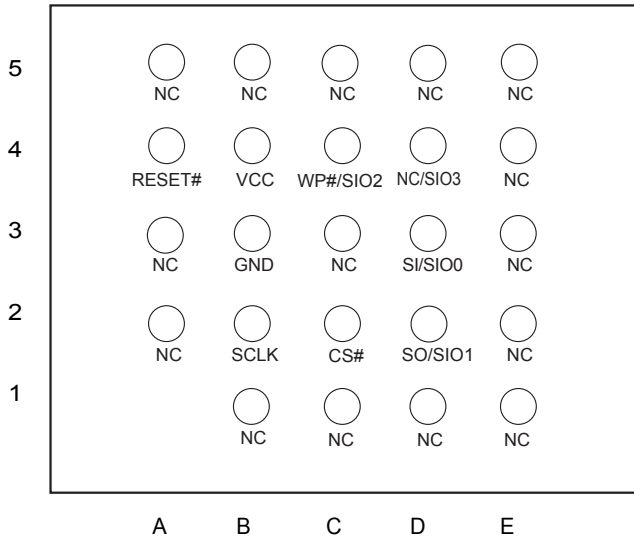 5
NC NC NC NC NC
4
RESET# VCC WP#/SIO2 NC/SIO3 NC
3
NC GND NC SI/SIO0 NC
2
NC SCLK CS# SO/SIO1 NC
1
NC NC NC NC
A B C D E